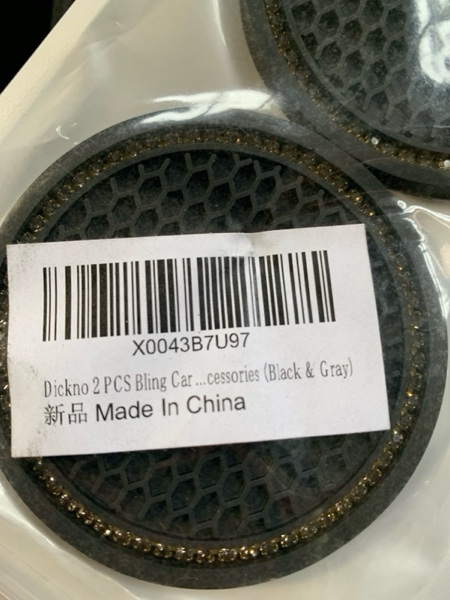 X0043B7U97
Dickno 2 PCS Bling Car ...cessories (Black & Gray)
新品 Made In China